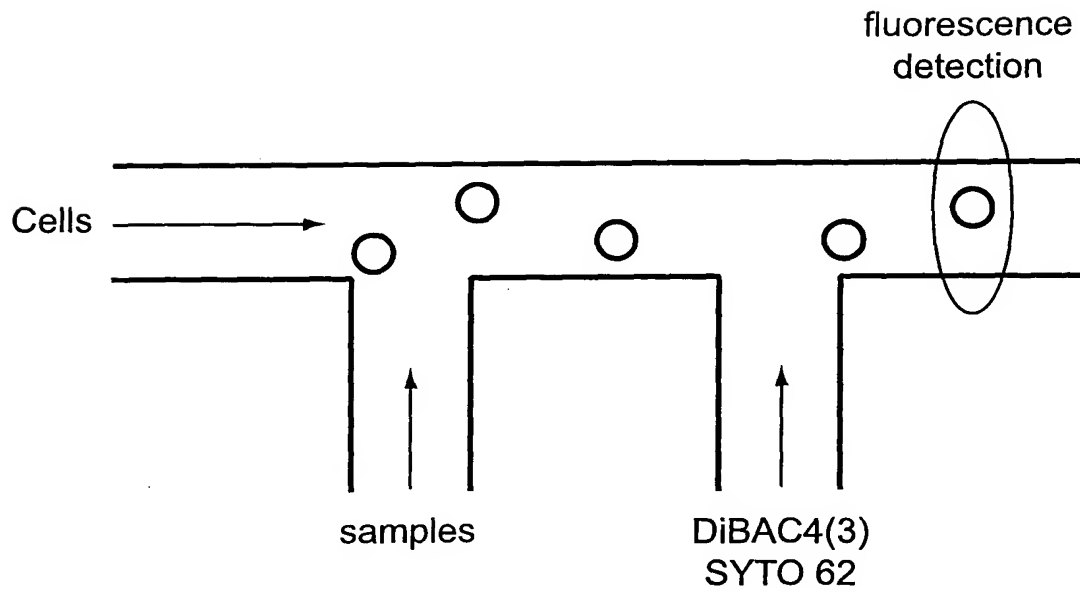 fluorescence
detection
Cells
samples
DiBAC4(3)
SYTO 62